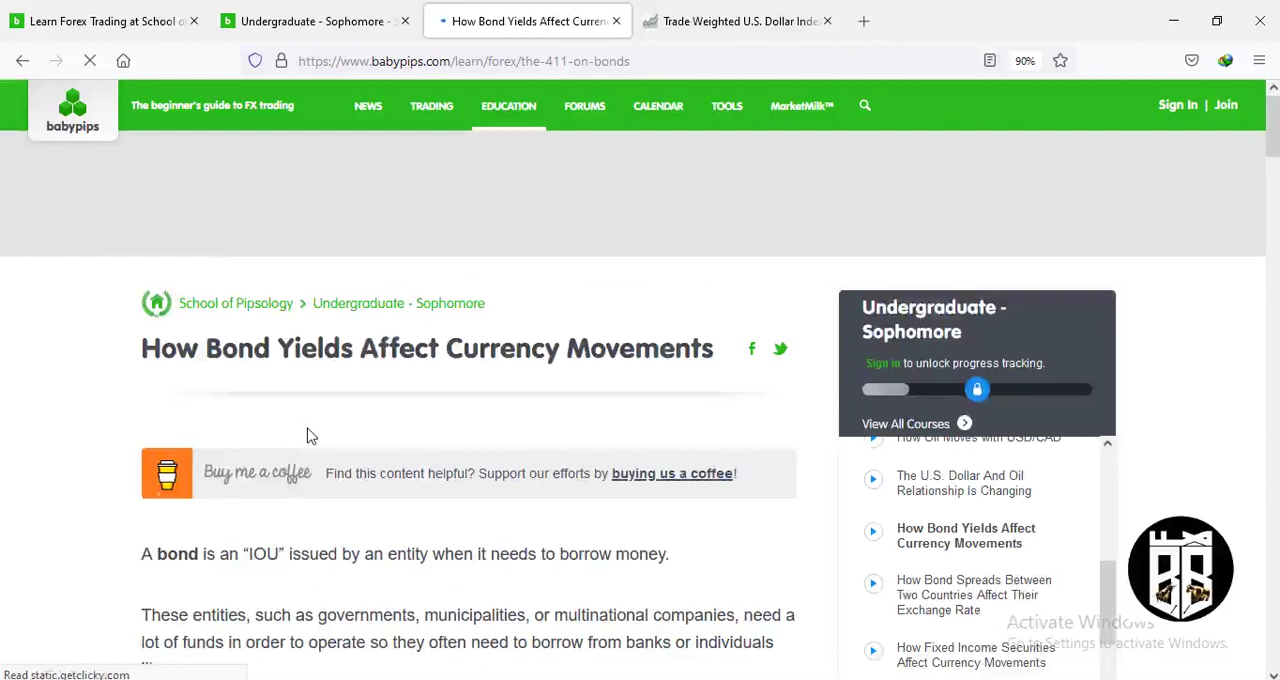 Learn Forex Trading at School o
Undergraduate - Sophomore -
How Bond Yields Affect Curren
Trade Weighted U.S. Dollar Inde
https://www.babypips.com/learn/forex/the-411-on-bonds
90%
babypips
The beginner's guide to FX trading
NEWS
TRADING
EDUCATION
FORUMS
CALENDAR
TOOLS
MarketMilk™
Sign In | Join
School of Pipsology > Undergraduate - Sophomore
How Bond Yields Affect Currency Movements
Buy me a coffee
Find this content helpful? Support our efforts by buying us a coffee!
A bond is an “IOU” issued by an entity when it needs to borrow money.
These entities, such as governments, municipalities, or multinational companies, need a
lot of funds in order to operate so they often need to borrow from banks or individuals
Undergraduate -
Sophomore
Sign in to unlock progress tracking.
View All Courses
How Oil Moves with USD/CAD
The U.S. Dollar And Oil
Relationship Is Changing
How Bond Yields Affect
Currency Movements
How Bond Spreads Between
Two Countries Affect Their
Exchange Rate
How Fixed Income Securities
Affect Currency Movements
Activate Windows
Go to Settings to activate Windows.
Read static.getclicky.com